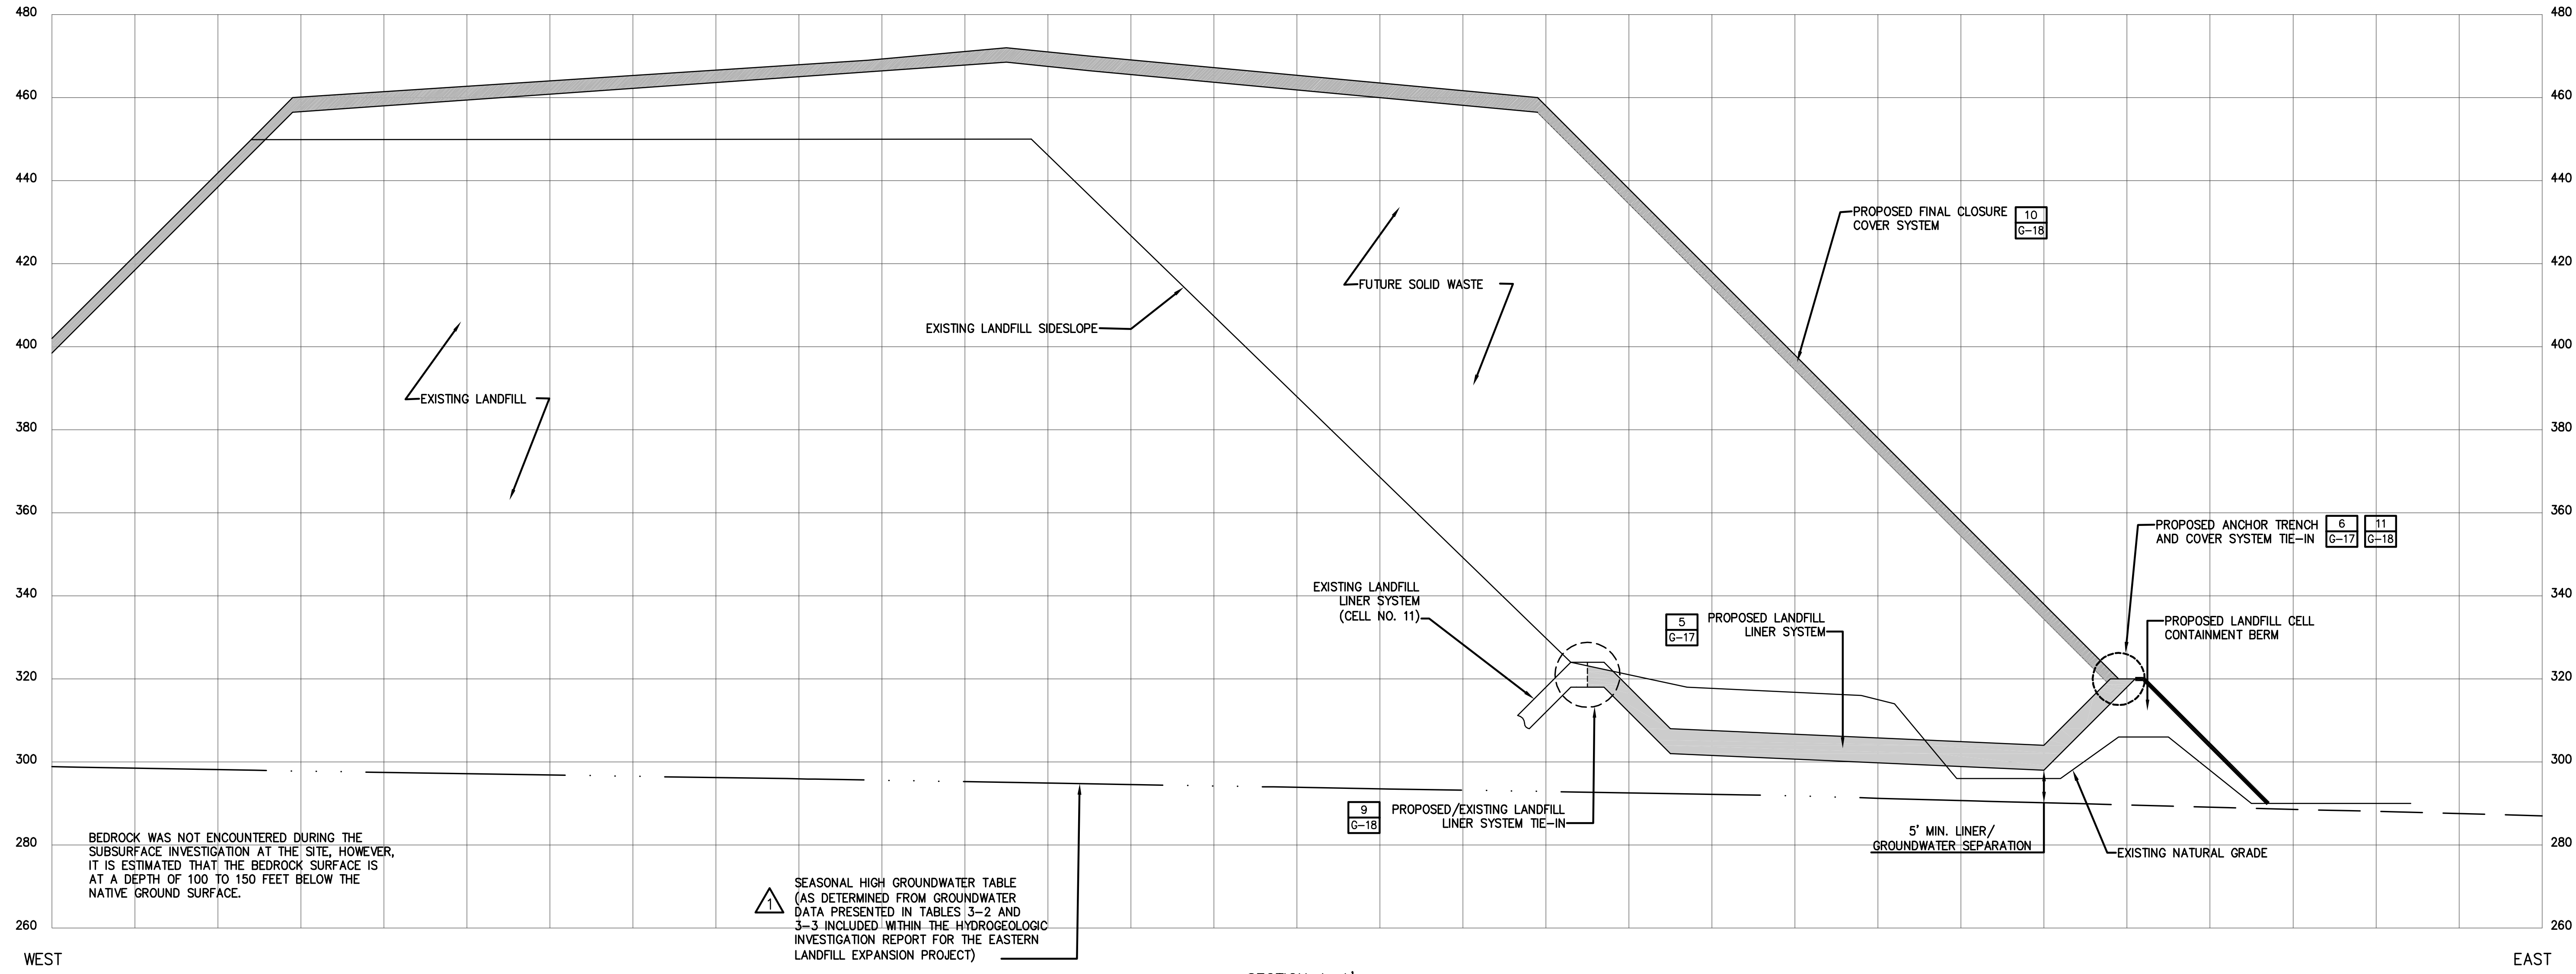 480
480
460
460
440
440
420
420
400
400
380
380
360
360
340
340
320
320
300
300
280
280
260
260
PROPOSED FINAL CLOSURE
COVER SYSTEM
10
G-18
FUTURE SOLID WASTE
EXISTING LANDFILL SIDESLOPE
EXISTING LANDFILL
PROPOSED ANCHOR TRENCH
AND COVER SYSTEM TIE-IN
6
G-17
11
G-18
EXISTING LANDFILL
LINER SYSTEM
(CELL NO. 11)
5
G-17
PROPOSED LANDFILL
LINER SYSTEM
PROPOSED LANDFILL CELL
CONTAINMENT BERM
9
G-18
PROPOSED/EXISTING LANDFILL
LINER SYSTEM TIE-IN
5' MIN. LINER/
GROUNDWATER SEPARATION
EXISTING NATURAL GRADE
BEDROCK WAS NOT ENCOUNTERED DURING THE
SUBSURFACE INVESTIGATION AT THE SITE, HOWEVER,
IT IS ESTIMATED THAT THE BEDROCK SURFACE IS
AT A DEPTH OF 100 TO 150 FEET BELOW THE
NATIVE GROUND SURFACE.
1
SEASONAL HIGH GROUNDWATER TABLE
(AS DETERMINED FROM GROUNDWATER
DATA PRESENTED IN TABLES 3-2 AND
3-3 INCLUDED WITHIN THE HYDROGEOLOGIC
INVESTIGATION REPORT FOR THE EASTERN
LANDFILL EXPANSION PROJECT)
WEST
EAST